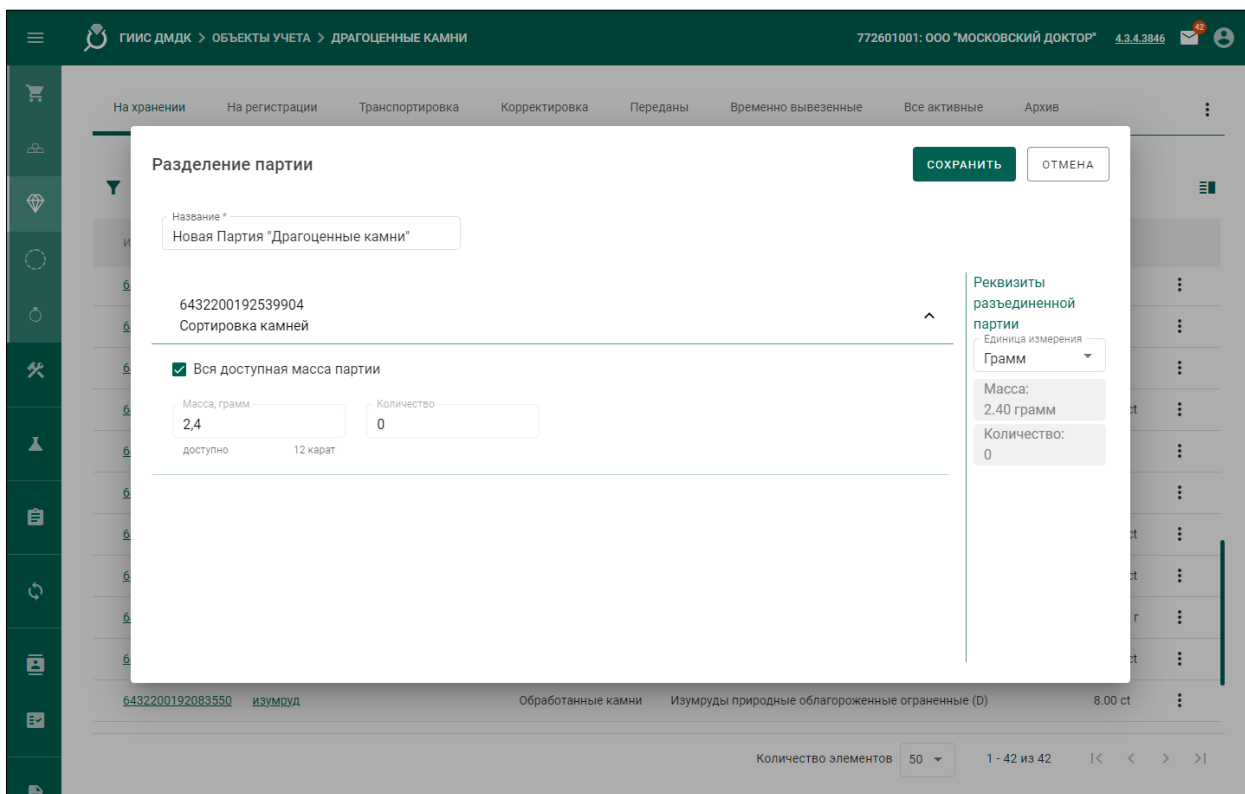 ГИИС ДМДК > ОБЪЕКТЫ УЧЕТА > ДРАГОЦЕННЫЕ КАМНИ
772601001: ООО "МОСКОВСКИЙ ДОКТОР"
4.3.4.3846
42
На хранении
На регистрации
Транспортировка
Корректировка
Переданы
Временно вывезенные
Все активные
Архив
Разделение партии
СОХРАНИТЬ
ОТМЕНА
Название *
Новая Партия "Драгоценные камни"
6432200192539904
Сортировка камней
Вся доступная масса партии
Масса, грамм
2,4
Количество
0
доступно
12 карат
Реквизиты
разъединенной
партии
Единица измерения
Грамм
Масса:
2.40 грамм
Количество:
0
6432200192083550 изумруд Обработанные камни Изумруды природные облагороженные ограненные (D) 8.00 ct
Количество элементов 50 1 - 42 из 42